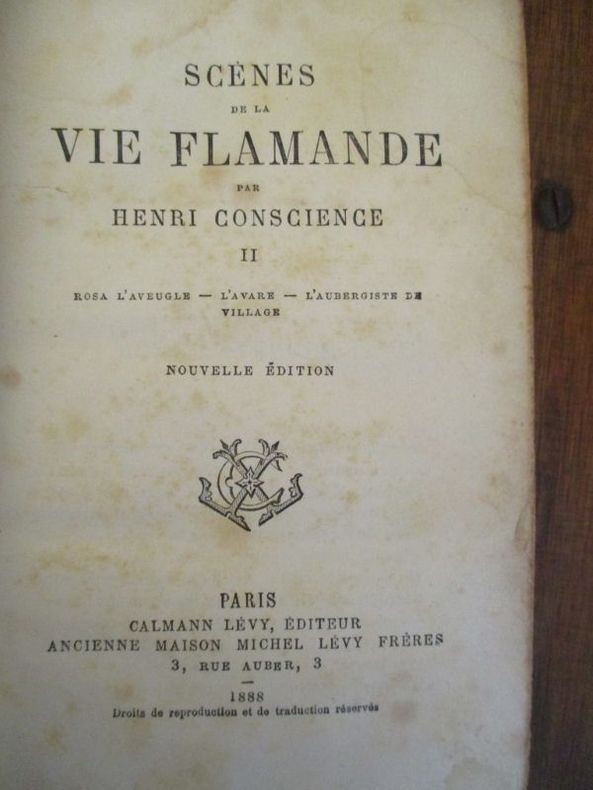 SCÈNES
DE LA
VIE FLAMANDE
PAR
HENRI CONSCIENCE
II
ROSA L'AVEUGLE — L'AVARE — L'AUBERGISTE DE
VILLAGE
NOUVELLE ÉDITION
PARIS
CALMANN LÉVY, ÉDITEUR
ANCIENNE MAISON MICHEL LÉVY FRÈRES
3, RUE AUBER, 3
1888
Droits de reproduction et de traduction réservés